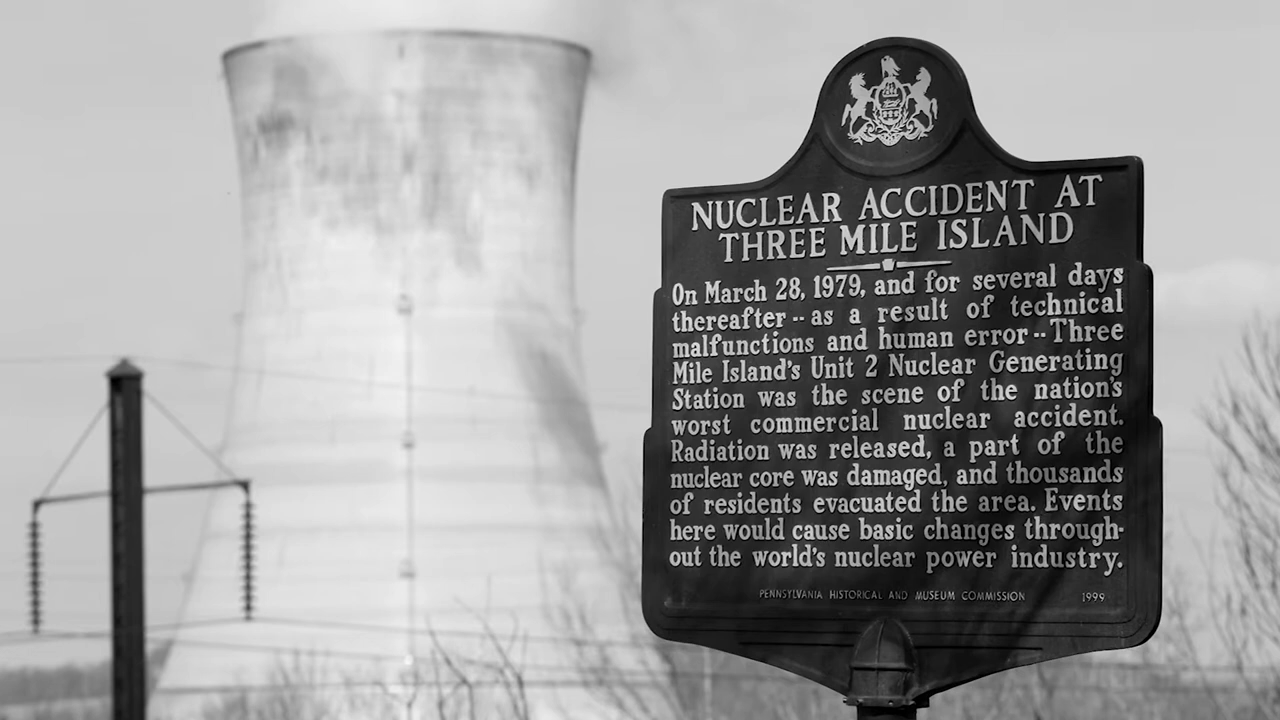 NUCLEAR ACCIDENT AT
THREE MILE ISLAND
On March 28, 1979, and for several days
thereafter -- as a result of technical
malfunctions and human error -- Three
Mile Island's Unit 2 Nuclear Generating
Station was the scene of the nation's
worst commercial nuclear accident.
Radiation was released, a part of the
nuclear core was damaged, and thousands
of residents evacuated the area. Events
here would cause basic changes through-
out the world's nuclear power industry.
PENNSYLVANIA HISTORICAL AND MUSEUM COMMISSION 1999